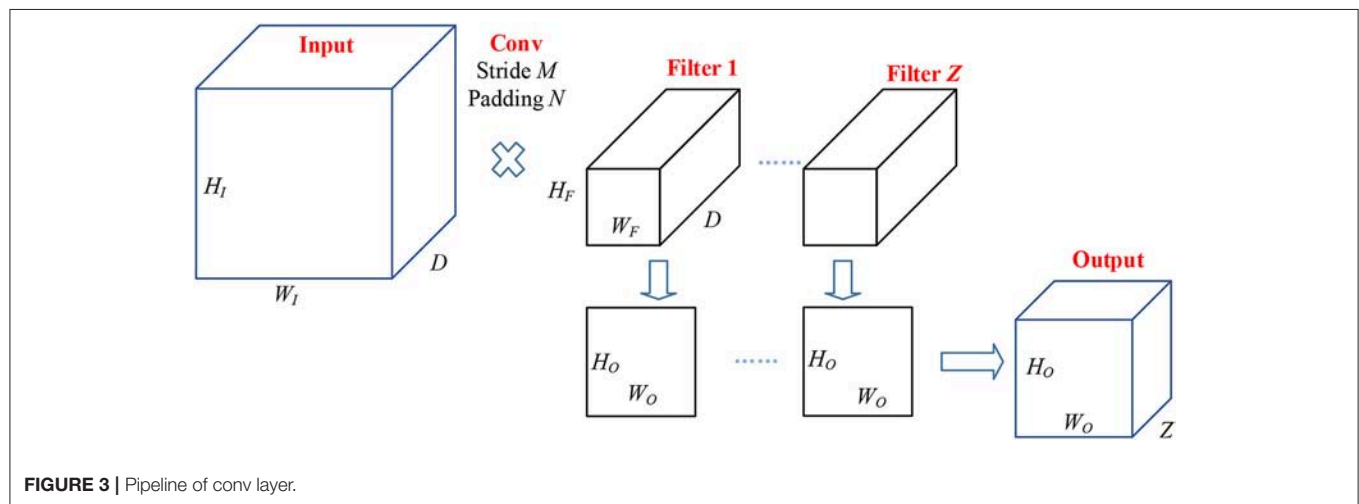 Input
Conv
Stride M
Padding N
Filter 1
Filter Z
H_I
W_I
D
H_F
W_F
D
......
Output
H_O
W_O
......
H_O
W_O
H_O
W_O
Z
FIGURE 3 | Pipeline of conv layer.